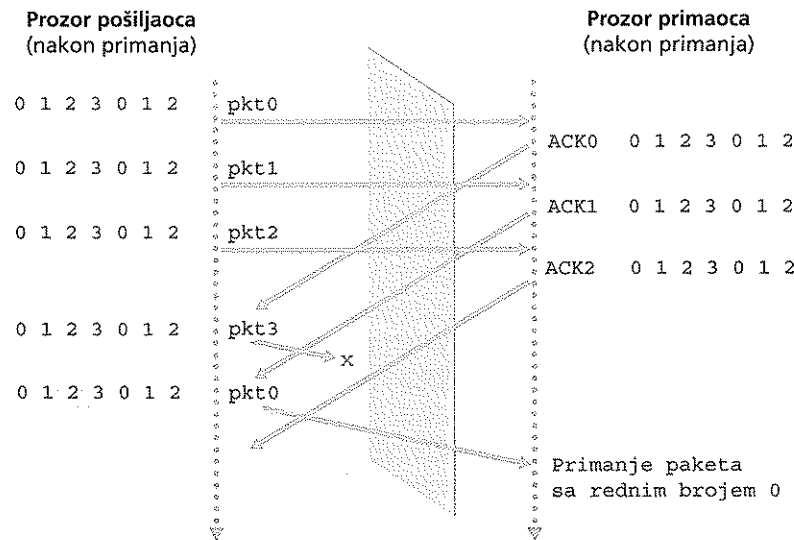 Prozor pošiljaoca
(nakon primanja)
Prozor primaoca
(nakon primanja)
0 1 2 3 0 1 2
pkt0
ACK0
0 1 2 3 0 1 2
0 1 2 3 0 1 2
pkt1
ACK1
0 1 2 3 0 1 2
0 1 2 3 0 1 2
pkt2
ACK2
0 1 2 3 0 1 2
0 1 2 3 0 1 2
pkt3
x
0 1 2 3 0 1 2
pkt0
Primanje paketa
sa rednim brojem 0